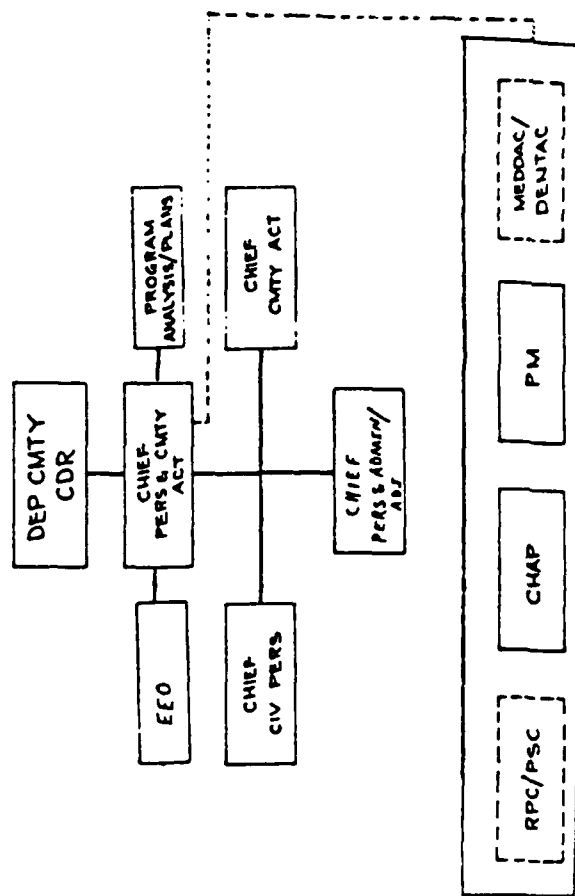 DEP CMTY
CDR
EEO
CHIEF
PERS & CMTY
ACT
PROGRAM
ANALYSIS/PLANS
CHIEF
CIV PERS
CHIEF
PERS & ADMIN/
ADJ
CHIEF
CMTY ACT
RPC/PSC
CHAP
PM
MEDDAC/
DENTAC